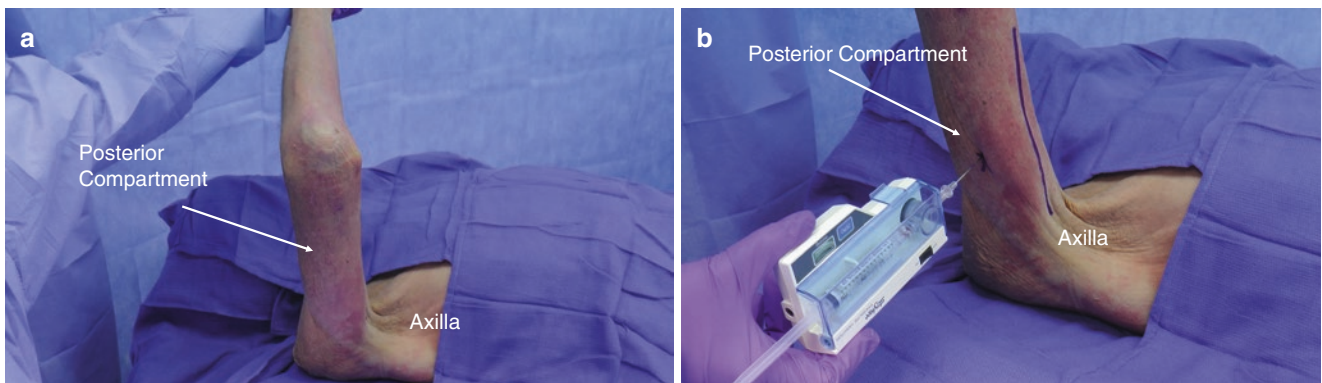 a
Posterior
Compartment
Axilla
b
Posterior Compartment
Axilla